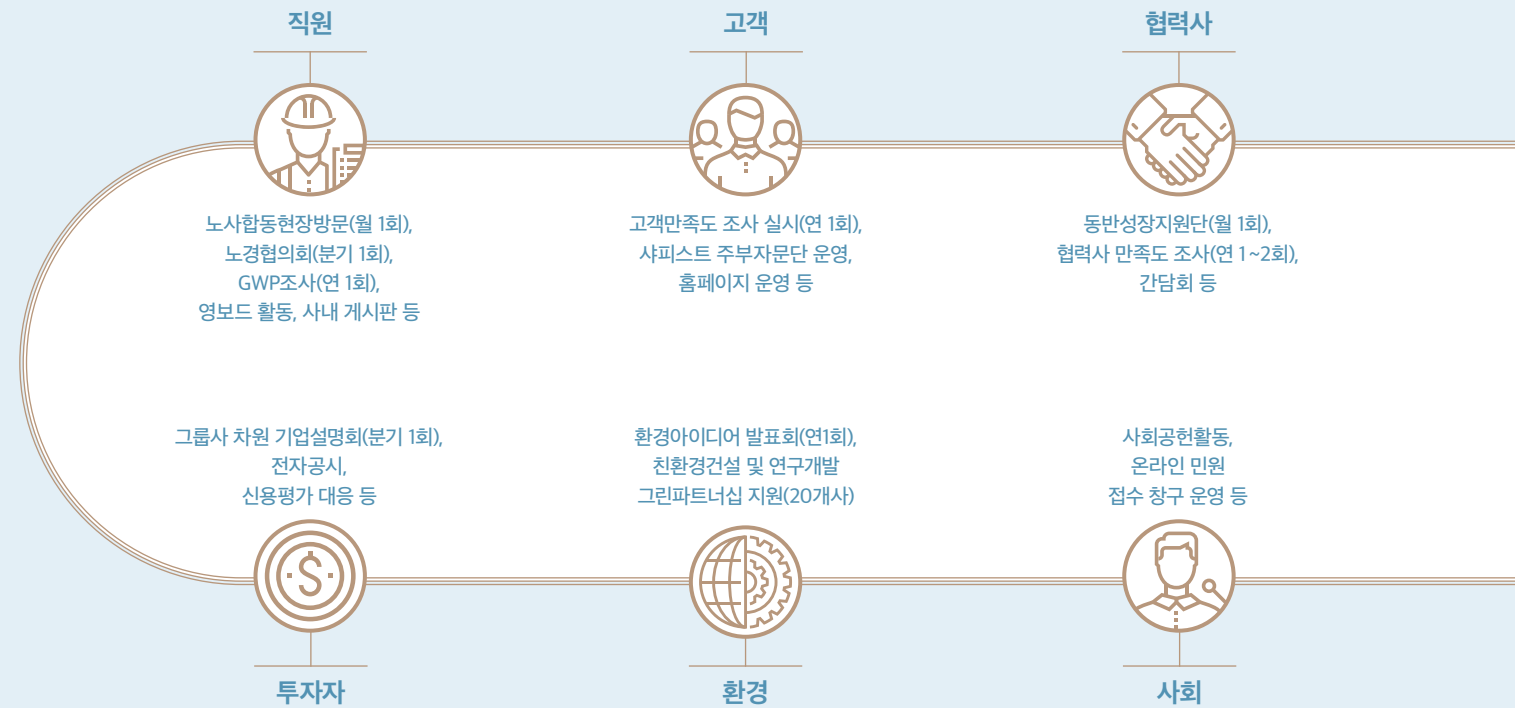 직원
노사합동현장방문(월 1회),
노경협의회(분기 1회),
GWP조사(연 1회),
영보드 활동, 사내 게시판 등
고객
고객만족도 조사 실시(연 1회),
샤피스트 주부자문단 운영,
홈페이지 운영 등
협력사
동반성장지원단(월 1회),
협력사 만족도 조사(연 1~2회),
간담회 등
그룹사 차원 기업설명회(분기 1회),
전자공시,
신용평가 대응 등
투자자
환경아이디어 발표회(연1회),
친환경건설 및 연구개발
그린파트너십 지원(20개사)
환경
사회공헌활동,
온라인 민원
접수 창구 운영 등
사회